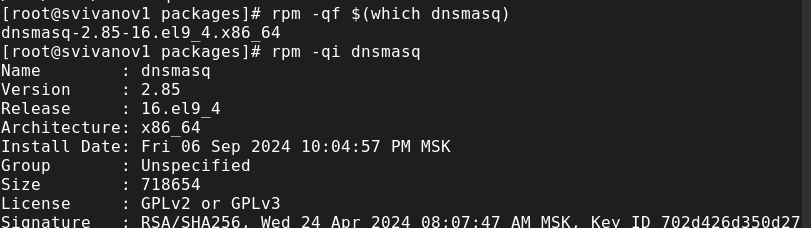 [root@svivanov1 packages]# rpm -qf $(which dnsmasq)
dnsmasq-2.85-16.el9_4.x86_64
[root@svivanov1 packages]# rpm -qi dnsmasq
Name        : dnsmasq
Version     : 2.85
Release     : 16.el9_4
Architecture: x86_64
Install Date: Fri 06 Sep 2024 10:04:57 PM MSK
Group       : Unspecified
Size        : 718654
License     : GPLv2 or GPLv3
Signature   : RSA/SHA256, Wed 24 Apr 2024 08:07:47 AM MSK, Key ID 702d426d350d27